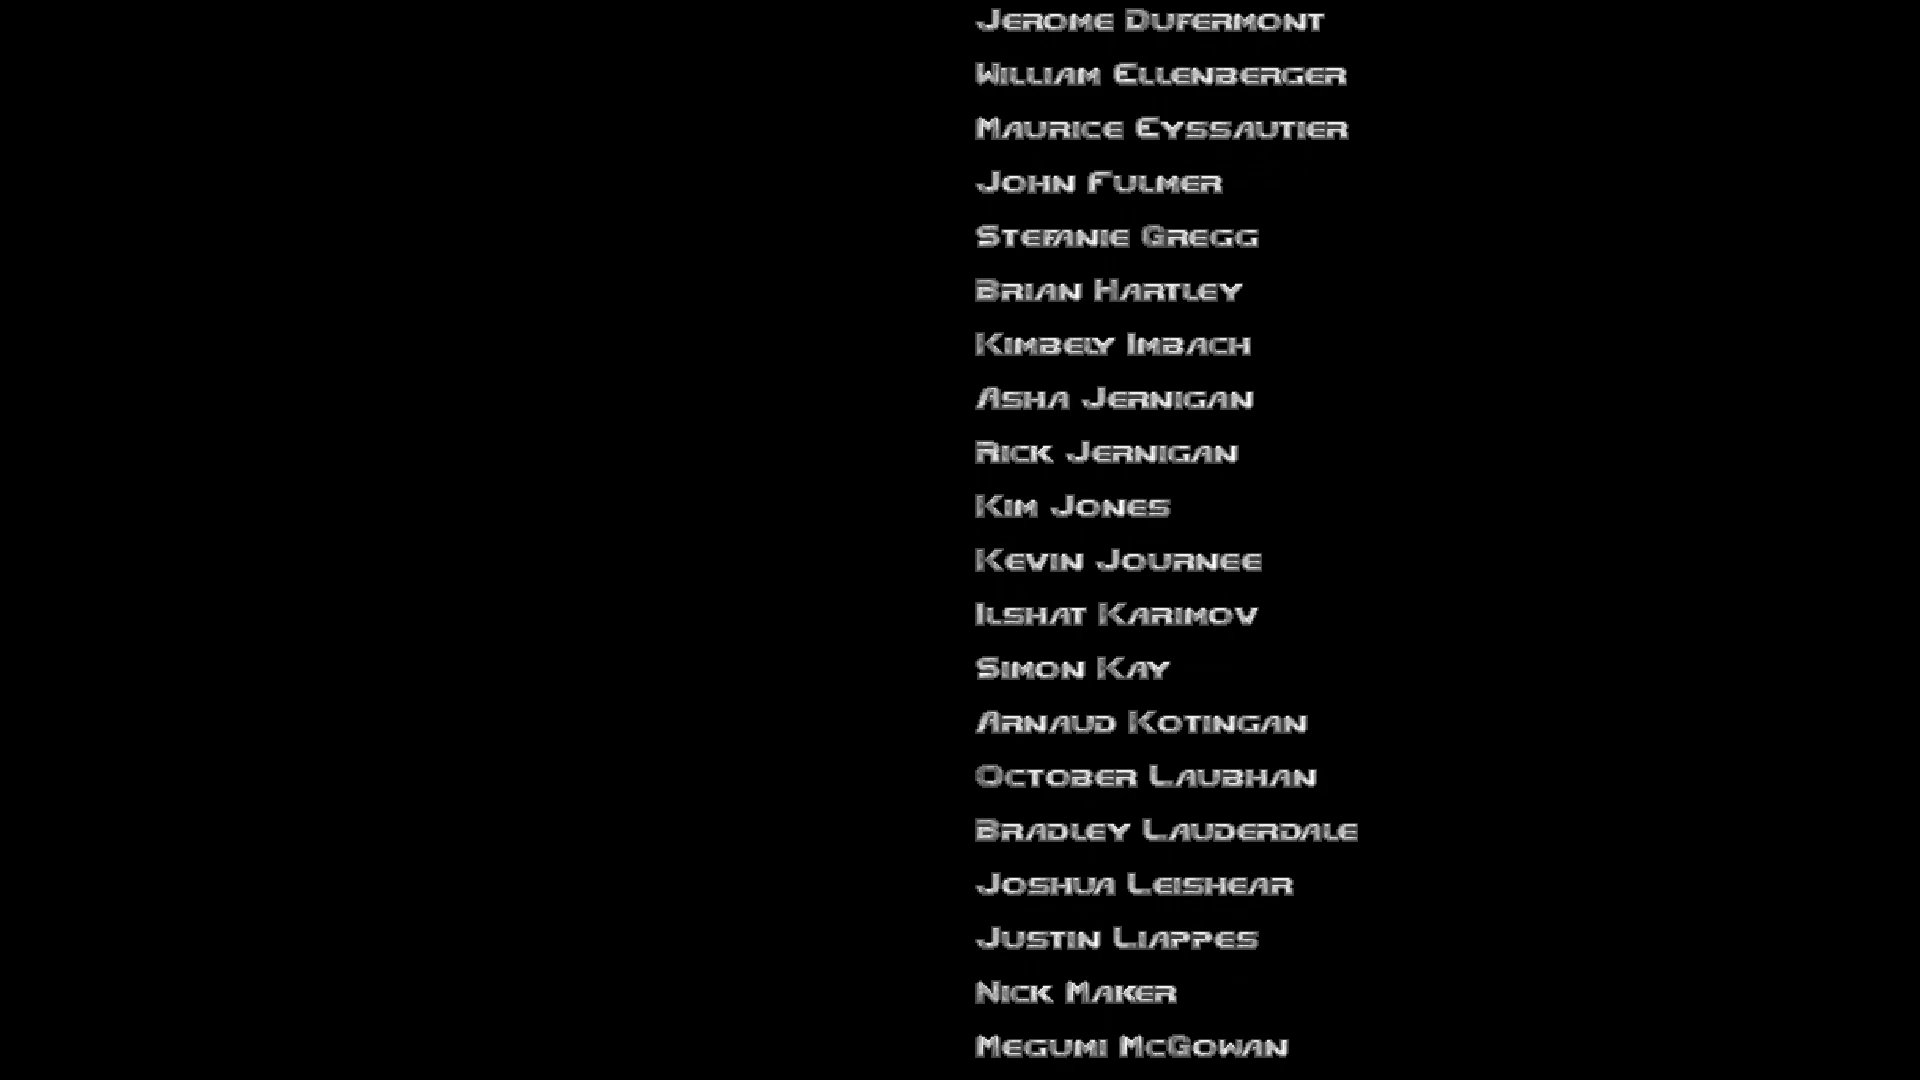 Jerome Dufermont
William Ellenberger
Maurice Eyssautier
John Fulmer
Stefanie Gregg
Brian Hartley
Kimbely Imbach
Asha Jernigan
Rick Jernigan
Kim Jones
Kevin Journee
Ilshat Karimov
Simon Kay
Arnaud Kotingan
October Laubhan
Bradley Lauderdale
Joshua Leishear
Justin Liappes
Nick Maker
Megumi McGowan